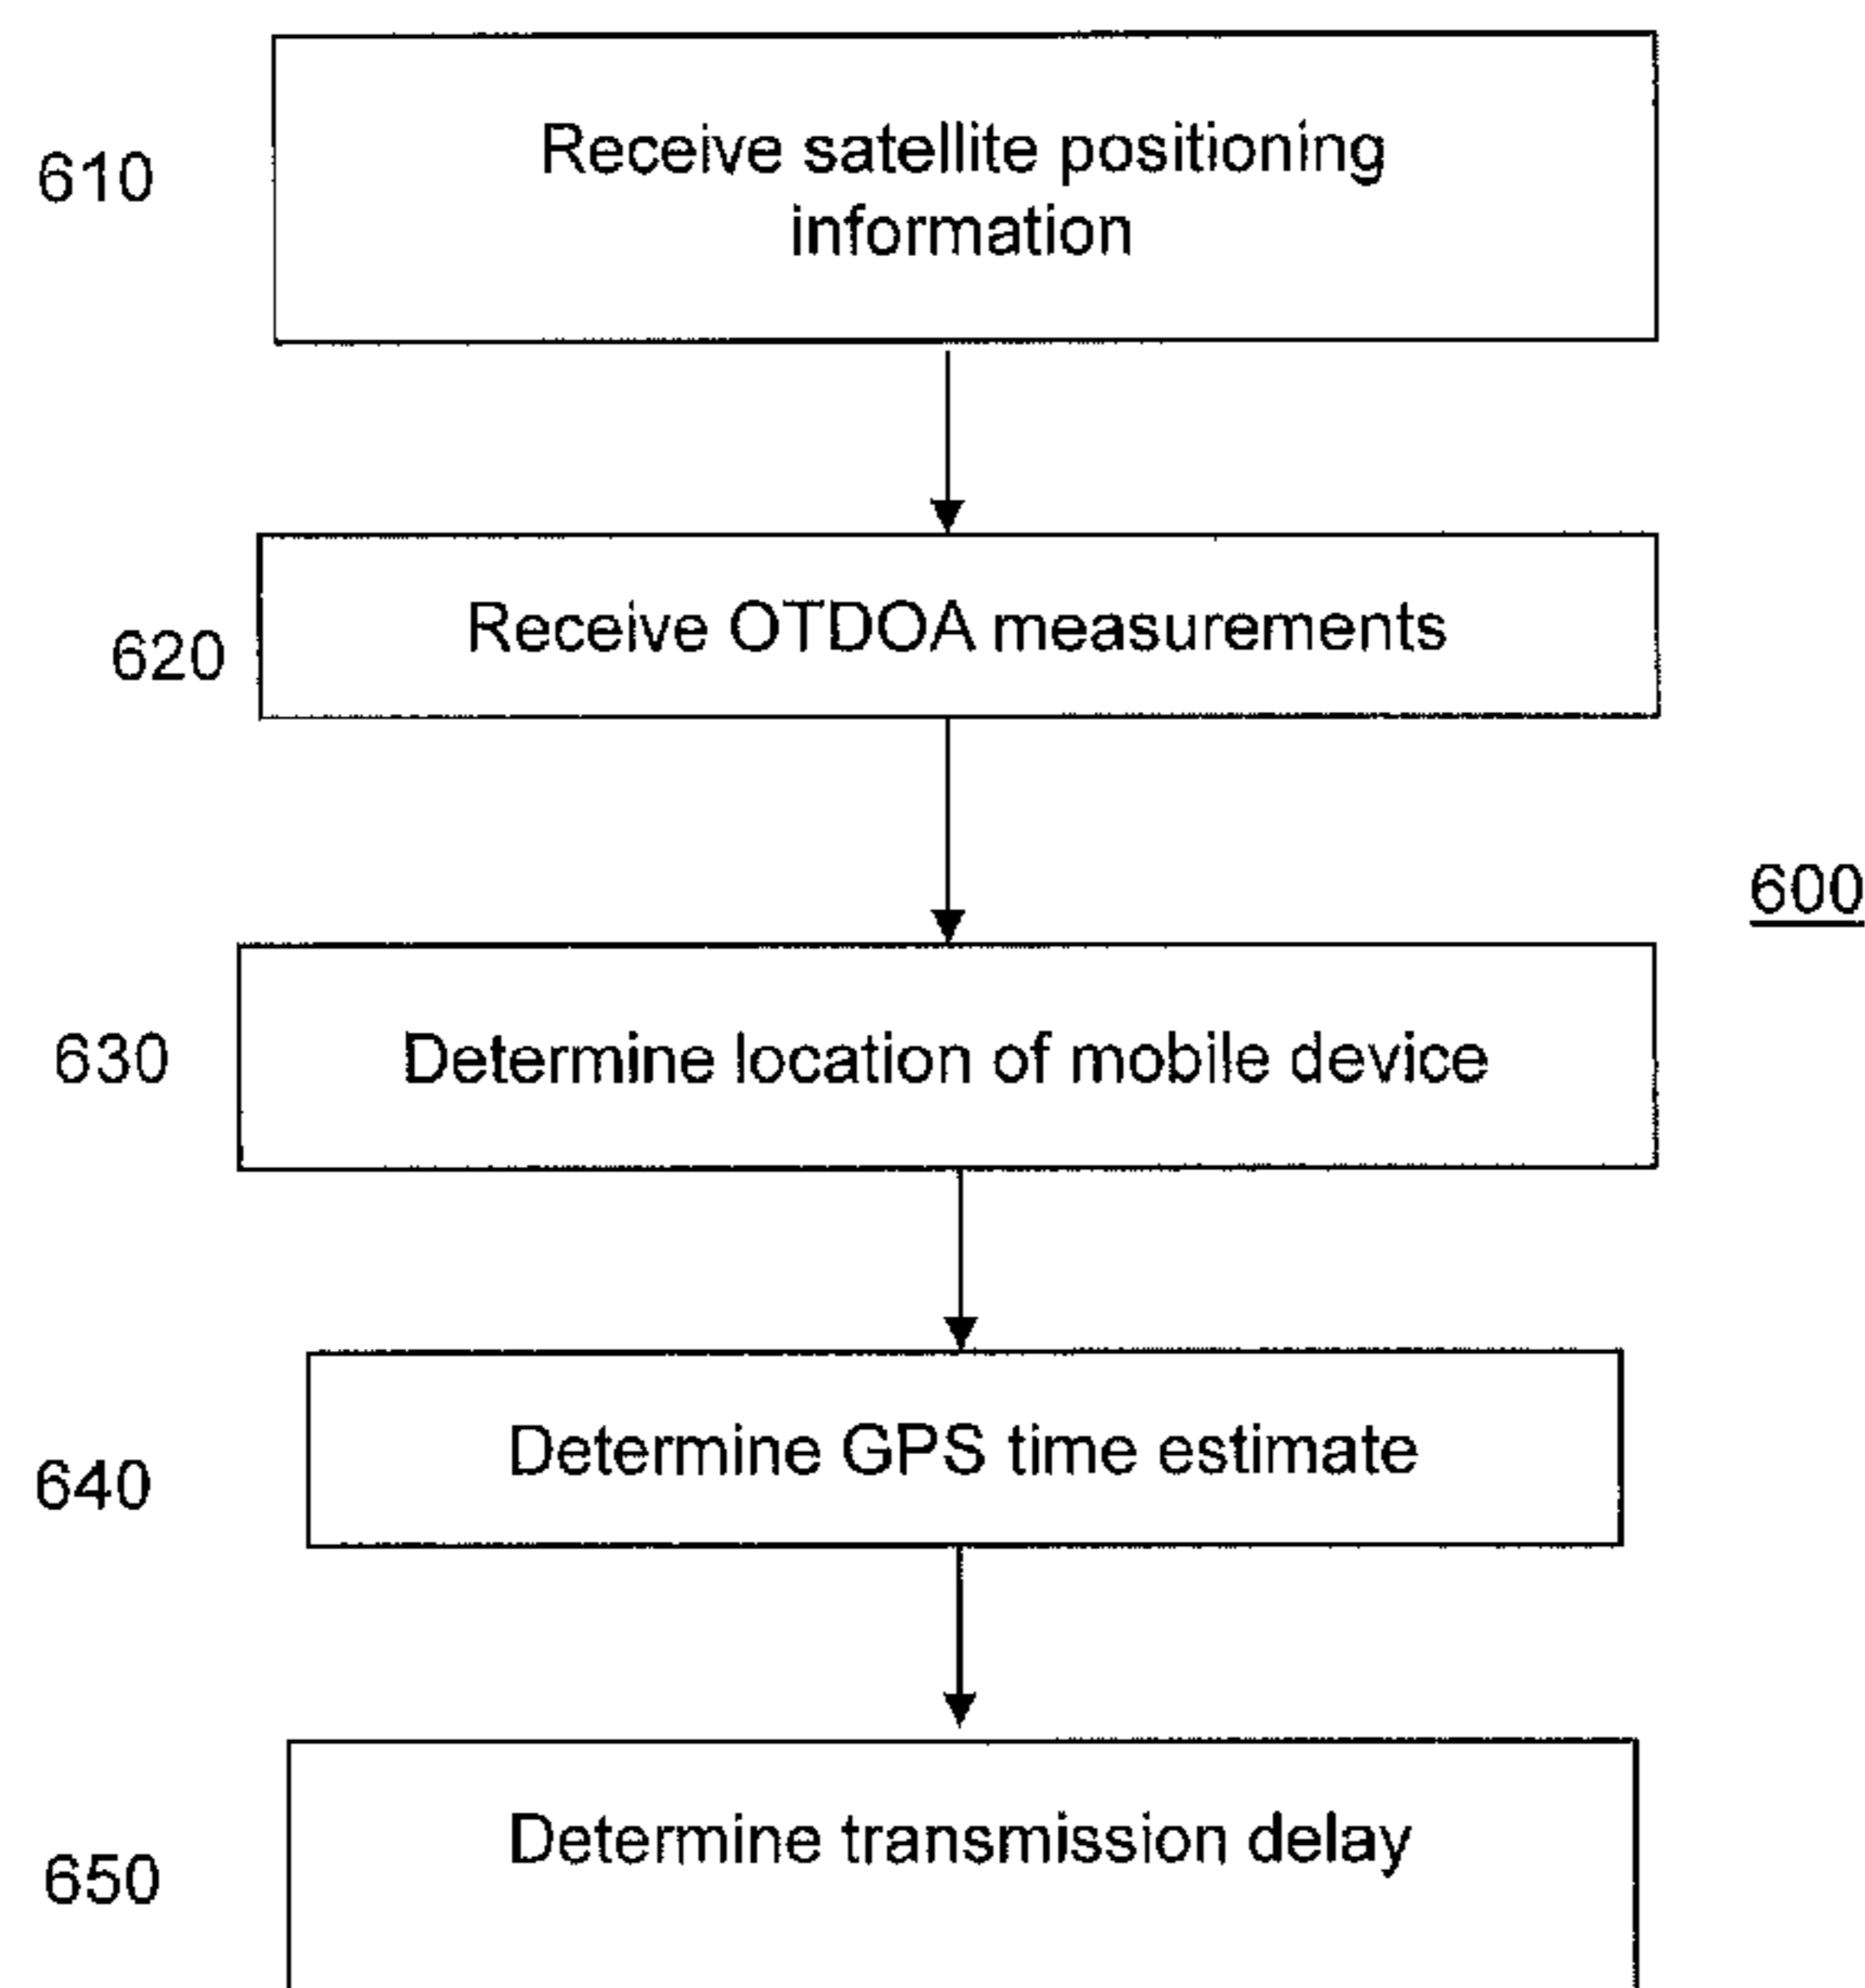 610
Receive satellite positioning
information
620
Receive OTDOA measurements
600
630
Determine location of mobile device
640
Determine GPS time estimate
650
Determine transmission delay